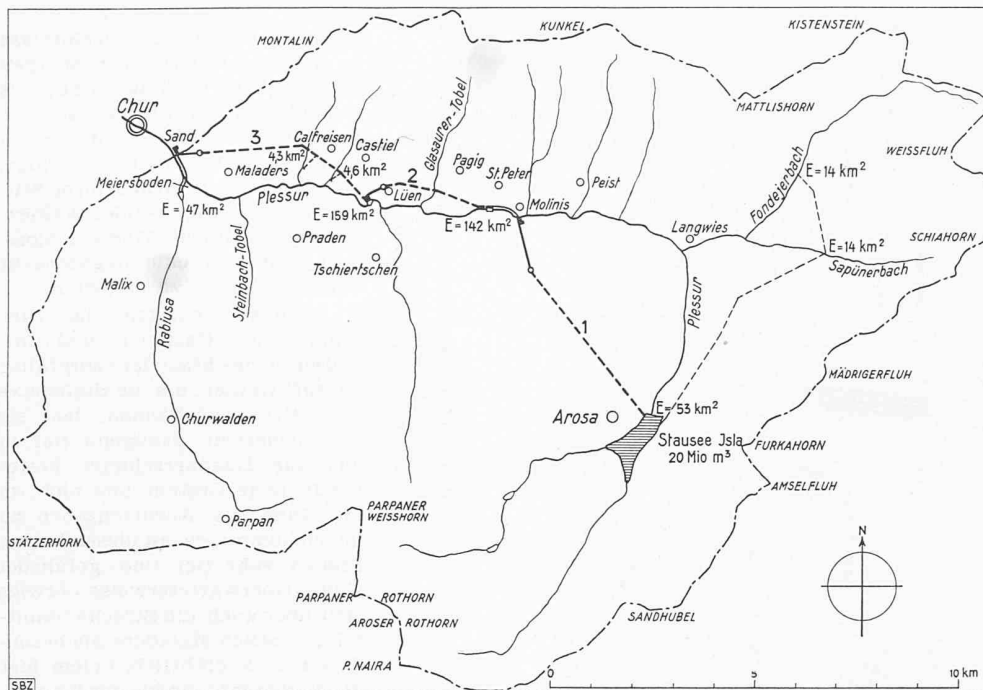 KUNKEL
KISTENSTEIN
MONTALIN
MATTLISHORN
WEISSFLUH
Chur
Sand
3
Calfreisen
4,3 km²
Castiel
4,6 km²
Glasaurer-Tobel
Pagig
St.Peter
Peist
Fondeierbach
E=14 km²
Meiersboden
Maladers
Plessur
2
Lüen
Molinis
E = 47 km²
E = 159 km²
E=142 km²
Langwies
E=14 km²
SCHIAHORN
Sapünerbach
Praden
Tschiertschen
Steinbach-Tobel
Malix
Rabiusa
1
Plessur
MÄDRIGERFLUH
Churwalden
Arosa
E= 53 km²
Stausee Jsla
20 Mio m³
FURKAHORN
AMSELFLUH
Parpan
PARPANER
WEISSHORN
STÄTZERHORN
N
PARPANER ROTHORN
AROSER ROTHORN
SANDHUBEL
P. NAIRA
0 5 10 km
SBZ